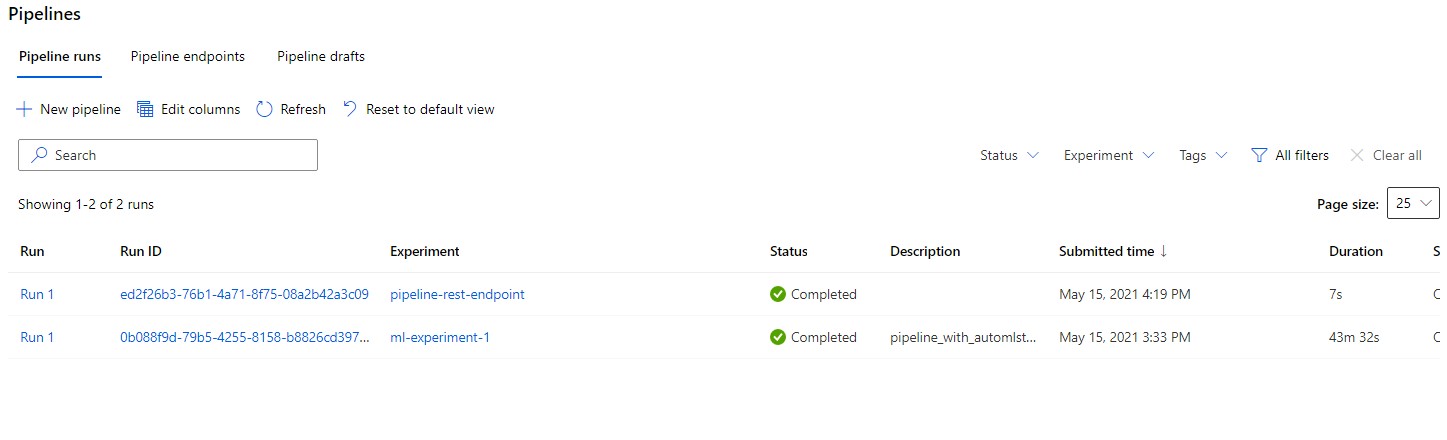 Pipelines
Pipeline runs Pipeline endpoints Pipeline drafts
New pipeline Edit columns Refresh Reset to default view
Search Status Experiment Tags All filters Clear all
Showing 1-2 of 2 runs Page size: 25
Run Run ID Experiment Status Description Submitted time ↓ Duration S
Run 1 ed2f26b3-76b1-4a71-8f75-08a2b42a3c09 pipeline-rest-endpoint Completed May 15, 2021 4:19 PM 7s
Run 1 0b088f9d-79b5-4255-8158-b8826cd397... ml-experiment-1 Completed pipeline_with_automlst... May 15, 2021 3:33 PM 43m 32s